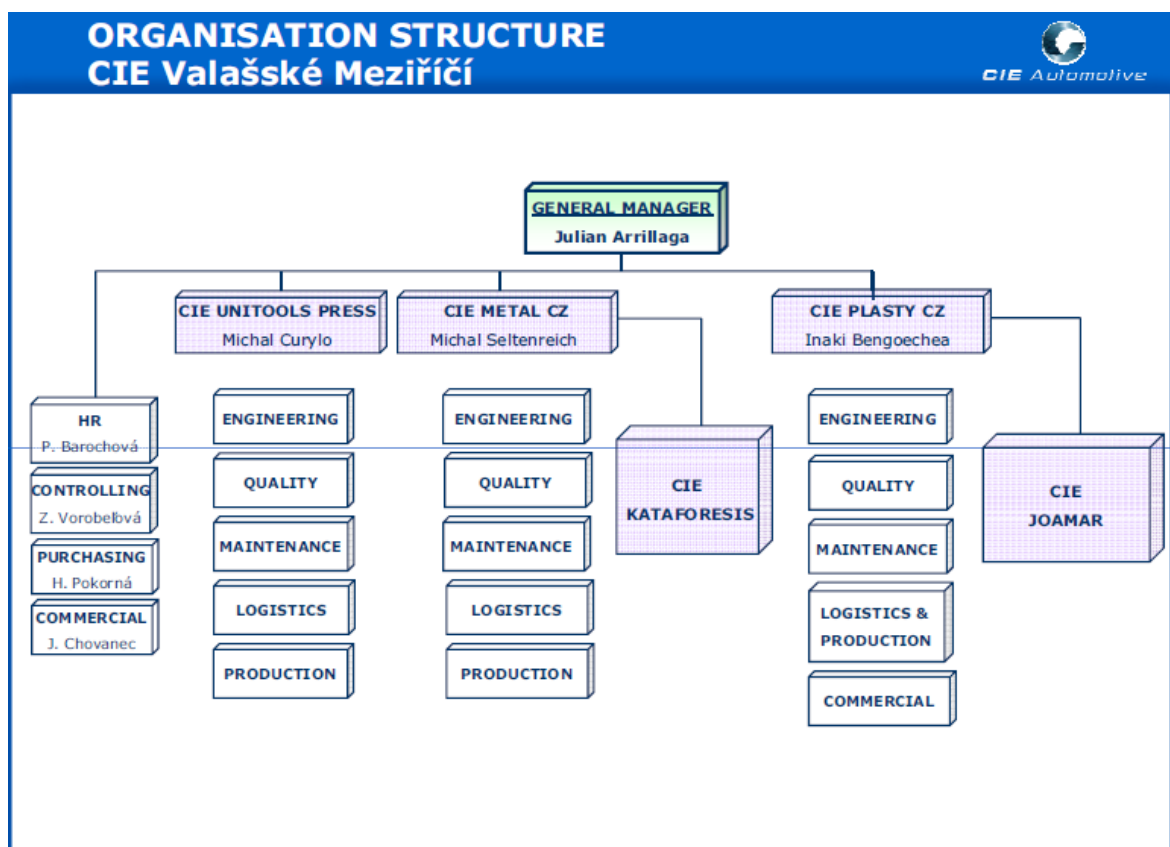 ORGANISATION STRUCTURE
CIE Valašské Meziříčí
CIE Automotive
GENERAL MANAGER
Julian Arrillaga
CIE UNITOOLS PRESS
Michal Curylo
CIE METAL CZ
Michal Seltenreich
CIE PLASTY CZ
Inaki Bengoechea
HR
P. Barochová
CONTROLLING
Z. Vorobeľová
PURCHASING
H. Pokorná
COMMERCIAL
J. Chovanec
ENGINEERING
QUALITY
MAINTENANCE
LOGISTICS
PRODUCTION
ENGINEERING
QUALITY
MAINTENANCE
LOGISTICS
PRODUCTION
CIE
KATAFORESIS
ENGINEERING
QUALITY
MAINTENANCE
LOGISTICS &
PRODUCTION
COMMERCIAL
CIE
JOAMAR